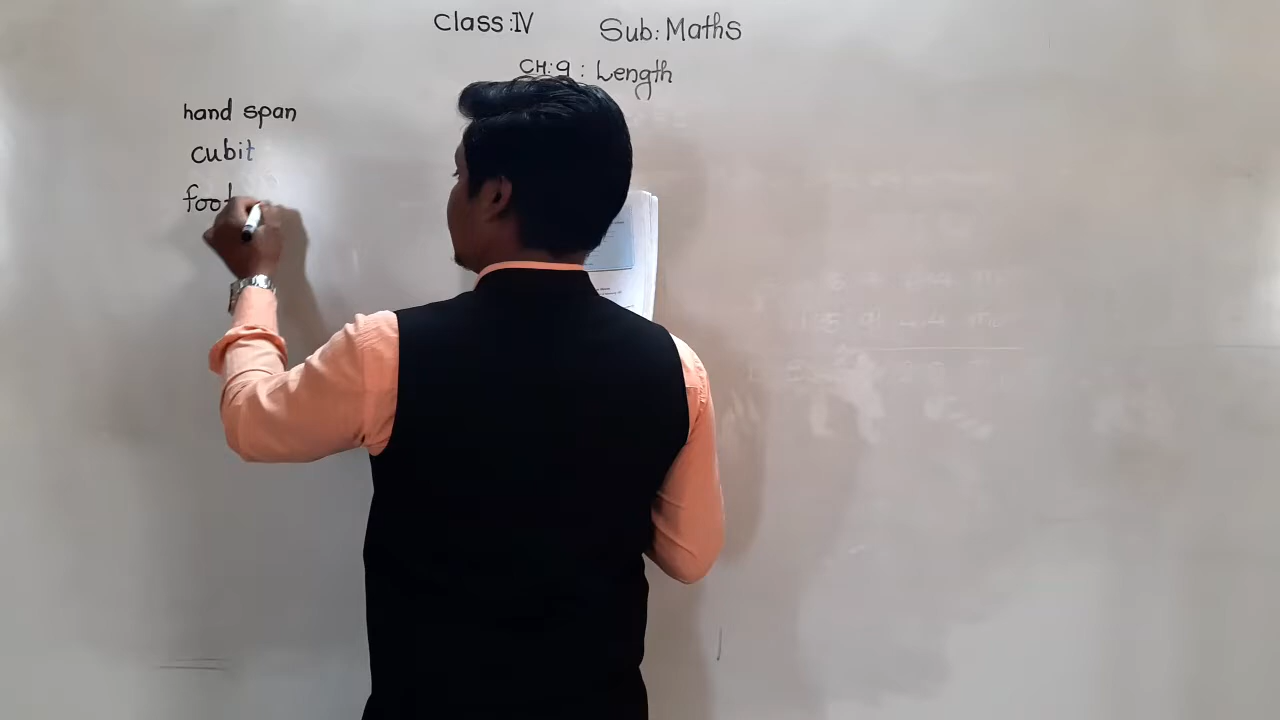 Class:IV Sub: Maths
CH: 9 : Length
hand span
cubit
foot